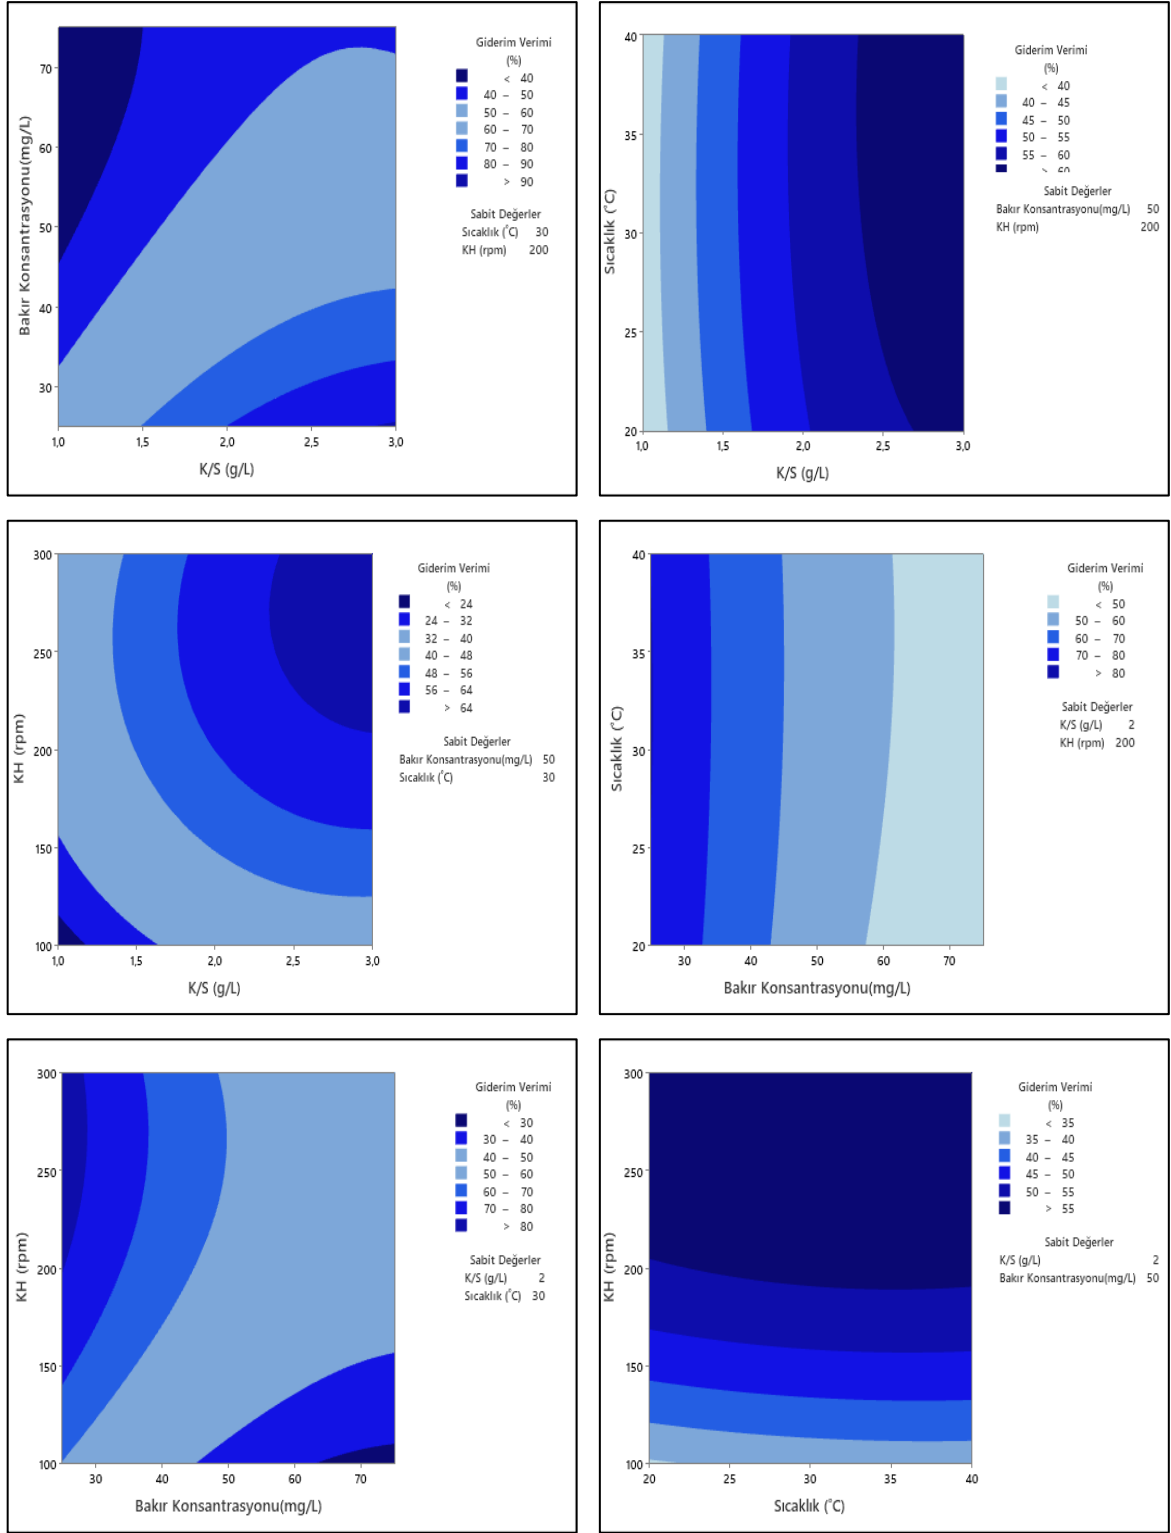 Giderim Verimi
(%)
< 40
40 – 50
50 – 60
60 – 70
70 – 80
80 – 90
> 90
Sabit Değerler
Sıcaklık (˚C) 30
KH (rpm) 200
Bakır Konsantrasyonu(mg/L)
70
60
50
40
30
1,0 1,5 2,0 2,5 3,0
K/S (g/L)
Giderim Verimi
(%)
< 40
40 – 45
45 – 50
50 – 55
55 – 60
> 60
Sabit Değerler
Bakır Konsantrasyonu(mg/L) 50
KH (rpm) 200
Sıcaklık (˚C)
40
35
30
25
20
1,0 1,5 2,0 2,5 3,0
K/S (g/L)
Giderim Verimi
(%)
< 24
24 – 32
32 – 40
40 – 48
48 – 56
56 – 64
> 64
Sabit Değerler
Bakır Konsantrasyonu(mg/L) 50
Sıcaklık (˚C) 30
KH (rpm)
300
250
200
150
100
1,0 1,5 2,0 2,5 3,0
K/S (g/L)
Giderim Verimi
(%)
< 50
50 – 60
60 – 70
70 – 80
> 80
Sabit Değerler
K/S (g/L) 2
KH (rpm) 200
Sıcaklık (˚C)
40
35
30
25
20
30 40 50 60 70
Bakır Konsantrasyonu(mg/L)
Giderim Verimi
(%)
< 30
30 – 40
40 – 50
50 – 60
60 – 70
70 – 80
> 80
Sabit Değerler
K/S (g/L) 2
Sıcaklık (˚C) 30
KH (rpm)
300
250
200
150
100
30 40 50 60 70
Bakır Konsantrasyonu(mg/L)
Giderim Verimi
(%)
< 35
35 – 40
40 – 45
45 – 50
50 – 55
> 55
Sabit Değerler
K/S (g/L) 2
Bakır Konsantrasyonu(mg/L) 50
KH (rpm)
300
250
200
150
100
20 25 30 35 40
Sıcaklık (˚C)